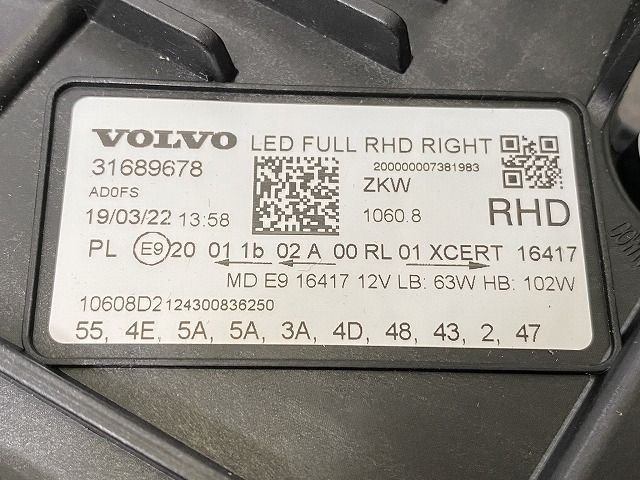 VOLVO LED FULL RHD RIGHT
31689678
200000007381983
AD0FS
ZKW
19/03/22 13:58
1060.8
RHD
PL E9 20 01 1b 02 A 00 RL 01 XCERT 16417
MD E9 16417 12V LB: 63W HB: 102W
10608D2124300836250
55, 4E, 5A, 5A, 3A, 4D, 48, 43, 2, 47